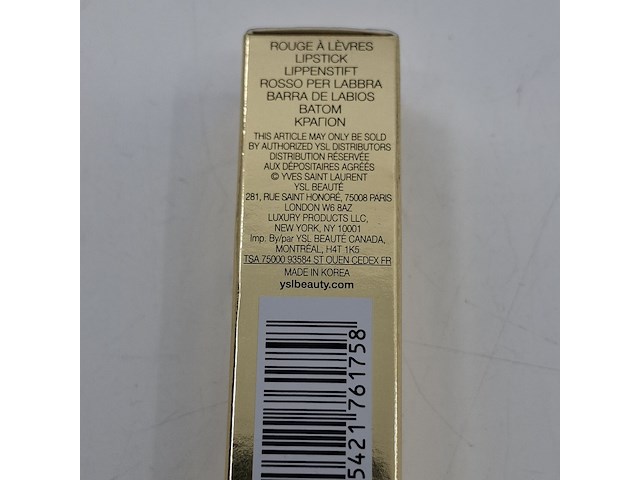 ROUGE À LÈVRES
LIPSTICK
LIPPENSTIFT
ROSSO PER LABBRA
BARRA DE LABIOS
BATOM
ΚΡΑΓΙΟΝ
THIS ARTICLE MAY ONLY BE SOLD
BY AUTHORIZED YSL DISTRIBUTORS
DISTRIBUTION RÉSERVÉE
AUX DÉPOSITAIRES AGRÉÉS
© YVES SAINT LAURENT
YSL BEAUTÉ
281, RUE SAINT HONORÉ, 75008 PARIS
LONDON W6 8AZ
LUXURY PRODUCTS LLC,
NEW YORK, NY 10001
Imp. By/par YSL BEAUTÉ CANADA,
MONTRÉAL, H4T 1K5
TSA 75000 93584 ST OUEN CEDEX FR
MADE IN KOREA
yslbeauty.com
5421 761758